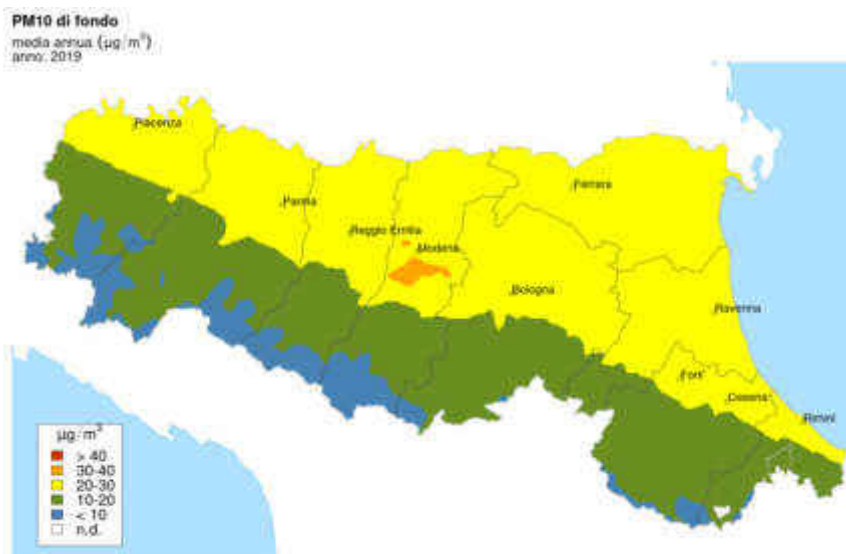 PM10 di fondo
media annua (µg/m³)
anno: 2019
Piacenza
Parma
Reggio Emilia
Modena
Ferrara
Bologna
Ravenna
Forlì
Cesena
Rimini
µg/m³
> 40
30-40
20-30
10-20
< 10
n.d.